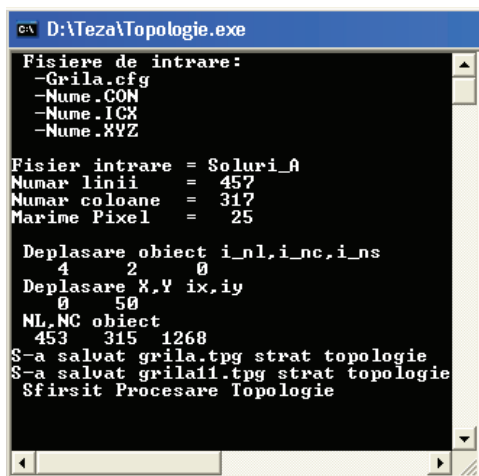 D:\Teza\Topologie.exe
Fisiere de intrare:
-Grila.cfg
-Nume.CON
-Nume.ICX
-Nume.XYZ
Fisier intrare = Soluri_A
Numar linii = 457
Numar coloane = 317
Marime Pixel = 25
Deplasare obiect i_nl,i_nc,i_ns
4 2 0
Deplasare X,Y ix,iy
0 50
NL,NC obiect
453 315 1268
S-a salvat grila.tpg strat topologie
S-a salvat grila11.tpg strat topologie
Sfirsit Procesare Topologie